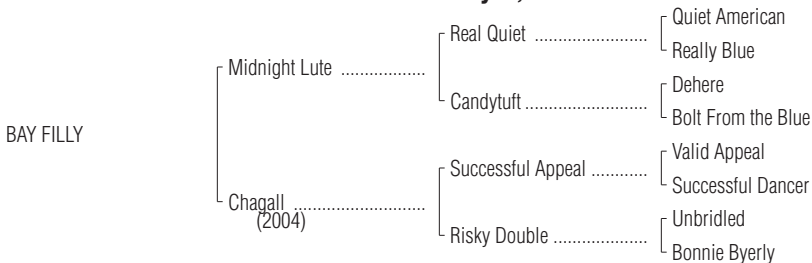 Quiet American
Real Quiet ..................
Really Blue
Midnight Lute ..................
Dehere
Candytuft ..........................
Bolt From the Blue
BAY FILLY
Valid Appeal
Successful Appeal ............
Successful Dancer
Chagall ............................
(2004)
Unbridled
Risky Double ....................
Bonnie Byerly